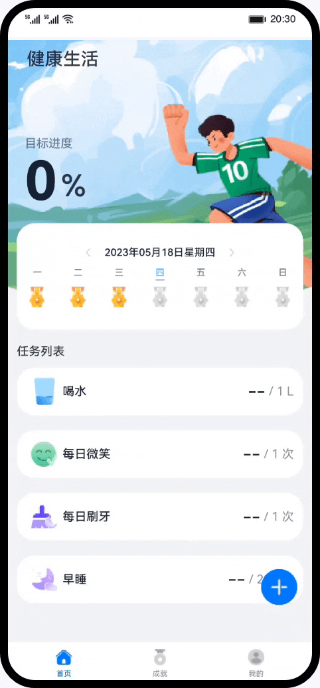 5G 5G 20:30
健康生活
目标进度
0 %
10
2023年05月18日星期四
一 二 三 四 五 六 日
任务列表
喝水 -- / 1 L
每日微笑 -- / 1 次
每日刷牙 -- / 1 次
早睡 -- / 2
首页 成就 我的